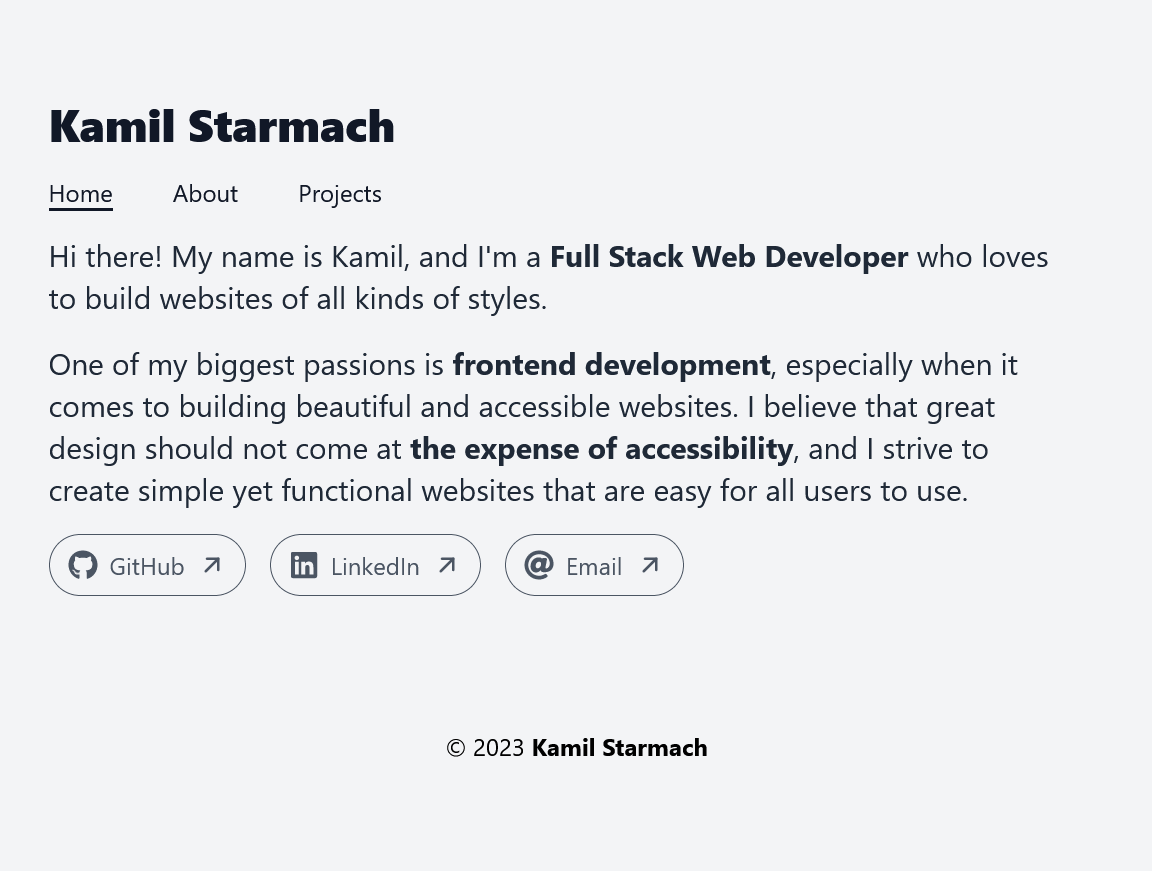 Kamil Starmach
Home About Projects
Hi there! My name is Kamil, and I'm a Full Stack Web Developer who loves
to build websites of all kinds of styles.
One of my biggest passions is frontend development, especially when it
comes to building beautiful and accessible websites. I believe that great
design should not come at the expense of accessibility, and I strive to
create simple yet functional websites that are easy for all users to use.
GitHub LinkedIn Email
© 2023 Kamil Starmach